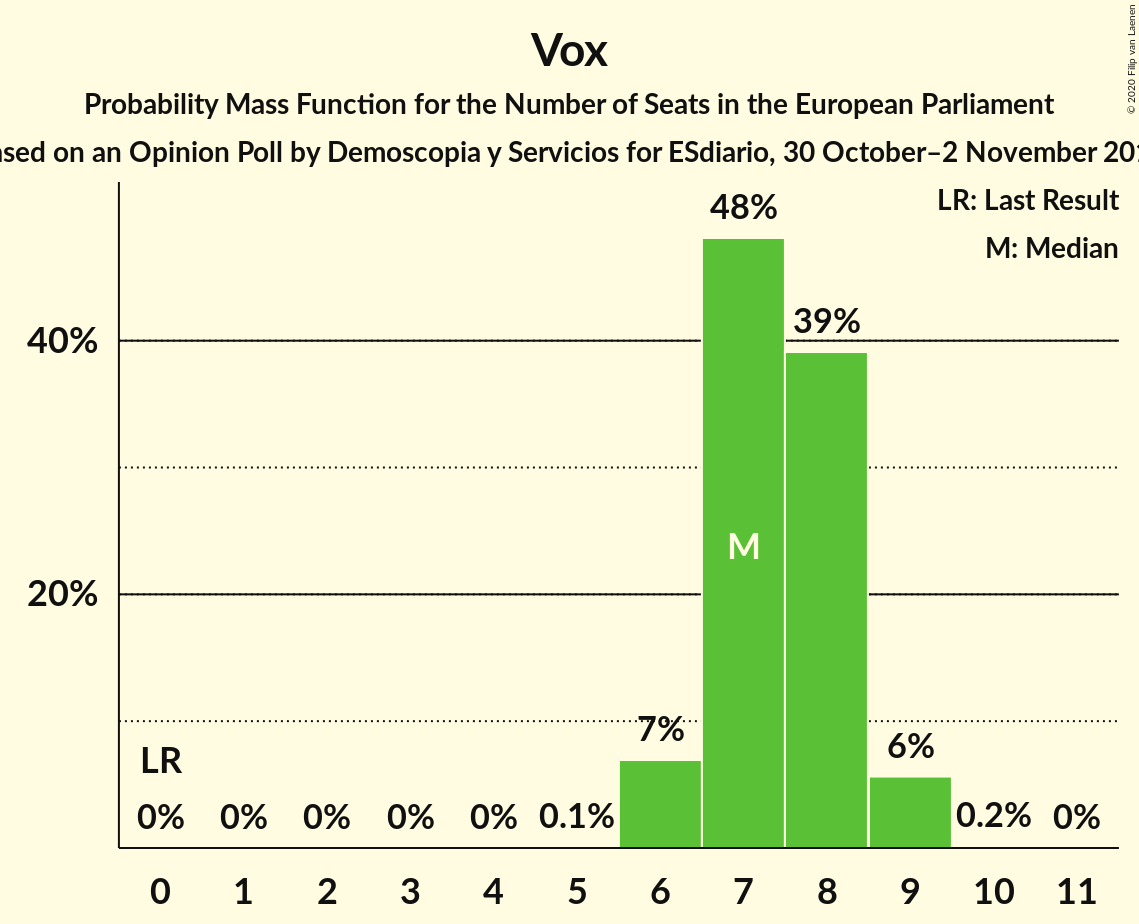 Vox
Probability Mass Function for the Number of Seats in the European Parliament
on an Opinion Poll by Demoscopia y Servicios for ESdiario, 30 October–2 November
© 2020 Filip van Laenen
LR: Last Result
M: Median
48%
39%
40%
M
20%
7%
6%
LR
0% 0% 0% 0% 0% 0.1% 0.2% 0%
0 1 2 3 4 5 6 7 8 9 10 11